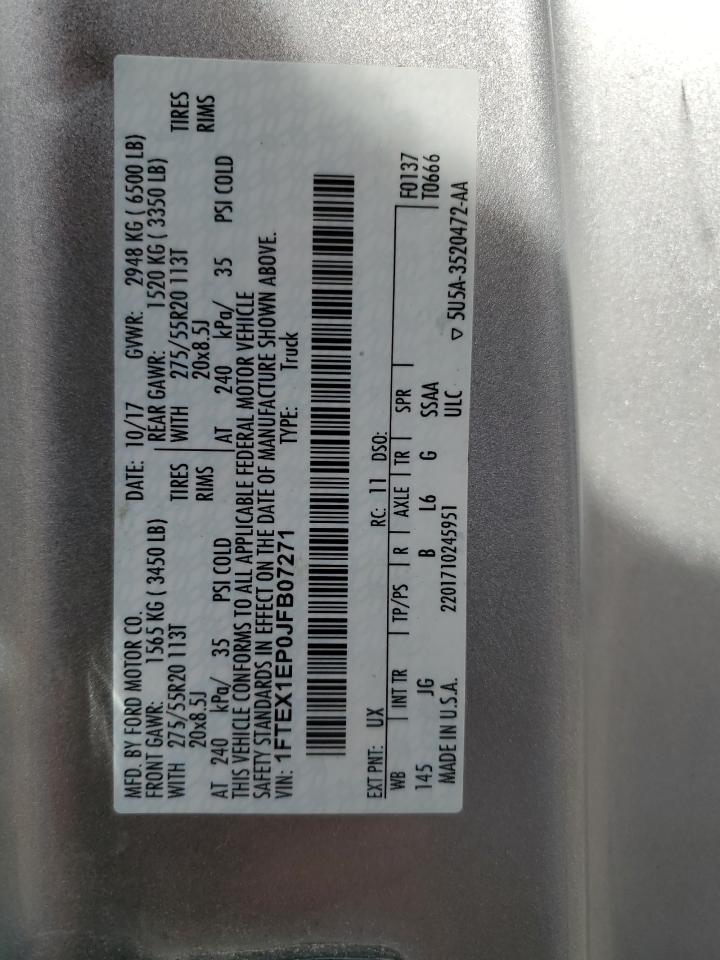 MFD. BY FORD MOTOR CO. DATE: 10/17 GVWR: 2948 KG ( 6500 LB)
FRONT GAWR: 1565 KG ( 3450 LB) REAR GAWR: 1520 KG ( 3350 LB)
WITH 275/55R20 113T TIRES WITH 275/55R20 113T TIRES
20x8.5J RIMS 20x8.5J RIMS
AT 240 kPa/ 35 PSI COLD AT 240 kPa/ 35 PSI COLD
THIS VEHICLE CONFORMS TO ALL APPLICABLE FEDERAL MOTOR VEHICLE
SAFETY STANDARDS IN EFFECT ON THE DATE OF MANUFACTURE SHOWN ABOVE.
VIN: 1FTEX1EP0JFB07271 TYPE: Truck
EXT PNT: UX RC: 11 DSO:
WB INT TR TP/PS R AXLE TR SPR F0137
145 JG B L6 G SSAA T0666
MADE IN U.S.A. 2201710245951 ULC ▽ 5U5A-3520472-AA